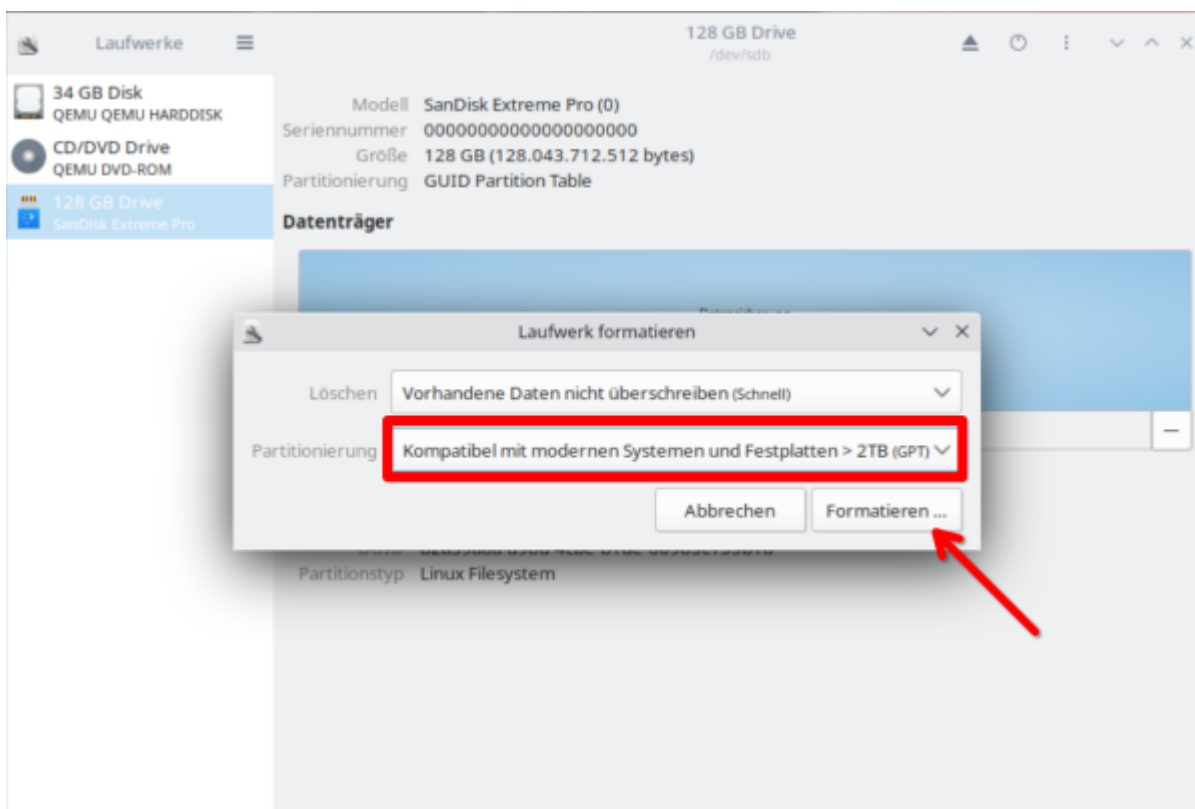 Laufwerke
128 GB Drive
/dev/sdb
34 GB Disk
QEMU QEMU HARDDISK
CD/DVD Drive
QEMU DVD-ROM
128 GB Drive
SanDisk Extreme Pro
Modell SanDisk Extreme Pro (0)
Seriennummer 00000000000000000000
Größe 128 GB (128.043.712.512 bytes)
Partitionierung GUID Partition Table
Datenträger
Laufwerk formatieren
Löschen Vorhandene Daten nicht überschreiben (Schnell)
Partitionierung Kompatibel mit modernen Systemen und Festplatten > 2TB (GPT)
Abbrechen Formatieren ...
Partitionstyp Linux Filesystem